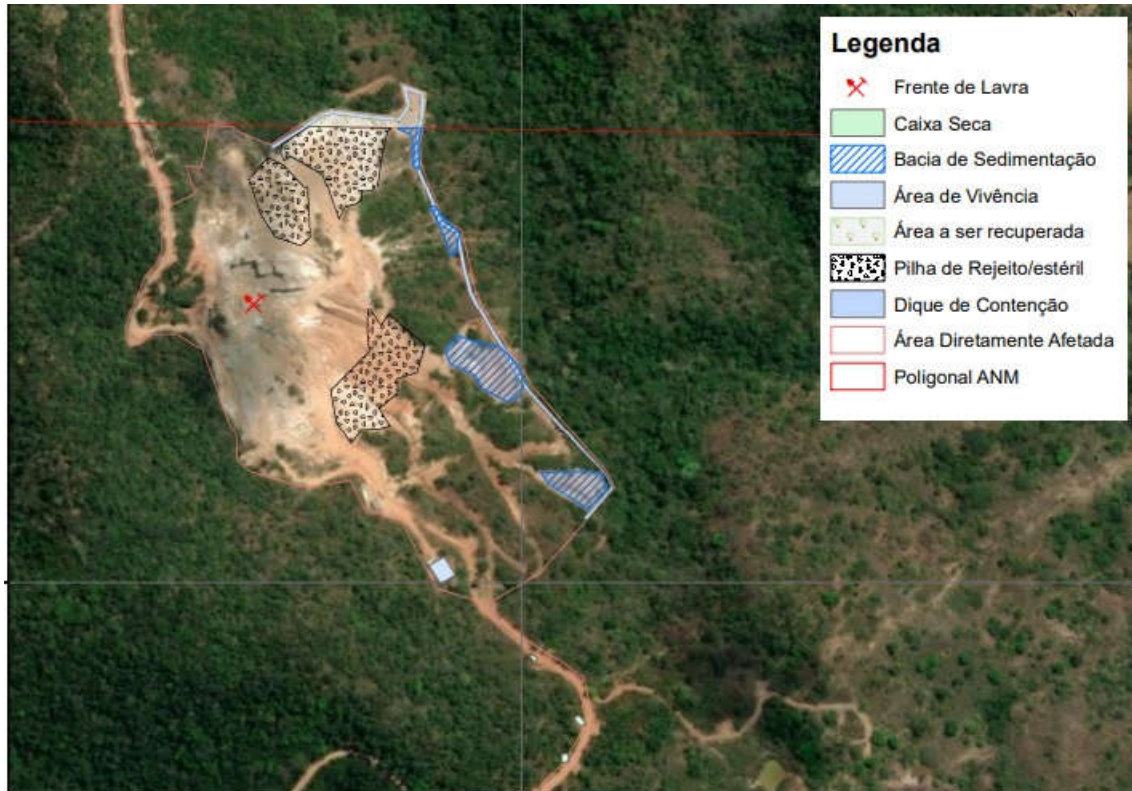 Legenda
Frente de Lavra
Caixa Seca
Bacia de Sedimentação
Área de Vivência
Área a ser recuperada
Pilha de Rejeito/estéril
Dique de Contenção
Área Diretamente Afetada
Poligonal ANM